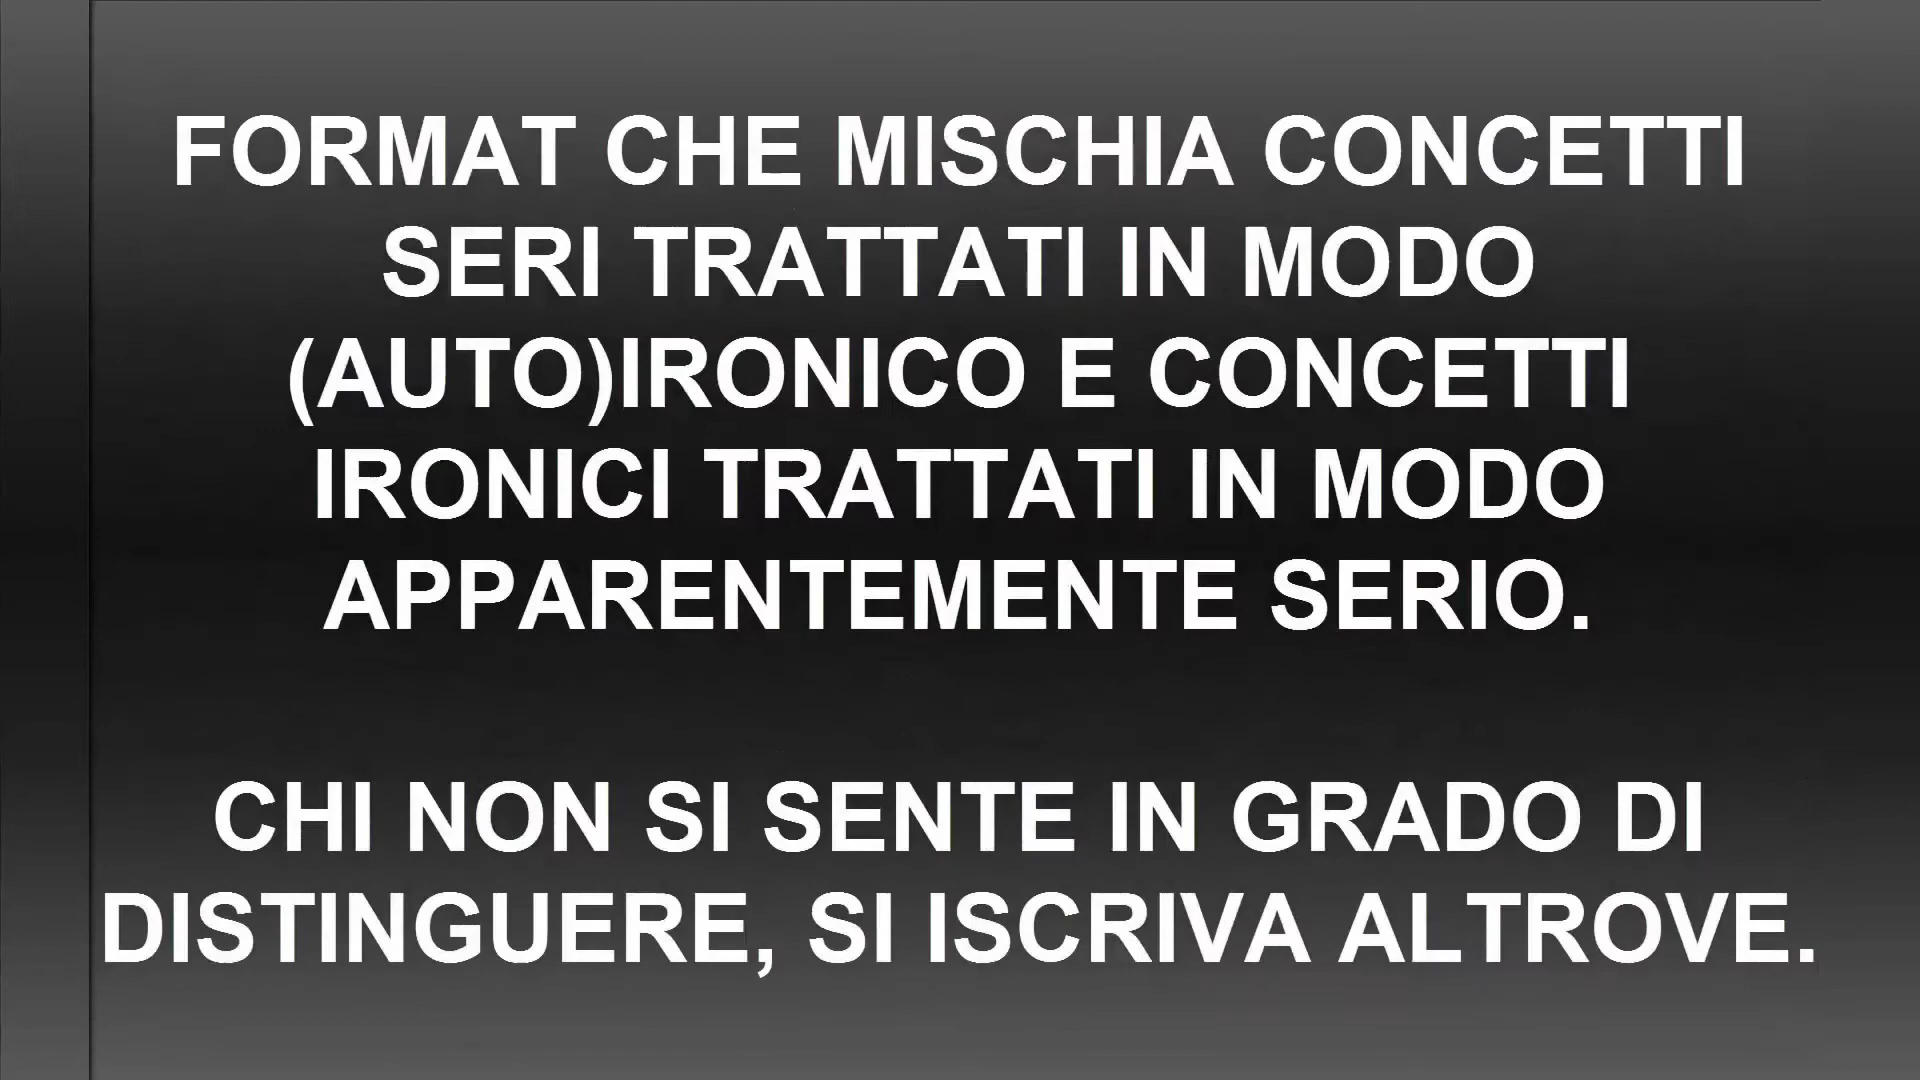 FORMAT CHE MISCHIA CONCETTI
SERI TRATTATI IN MODO
(AUTO)IRONICO E CONCETTI
IRONICI TRATTATI IN MODO
APPARENTEMENTE SERIO.
CHI NON SI SENTE IN GRADO DI
DISTINGUERE, SI ISCRIVA ALTROVE.